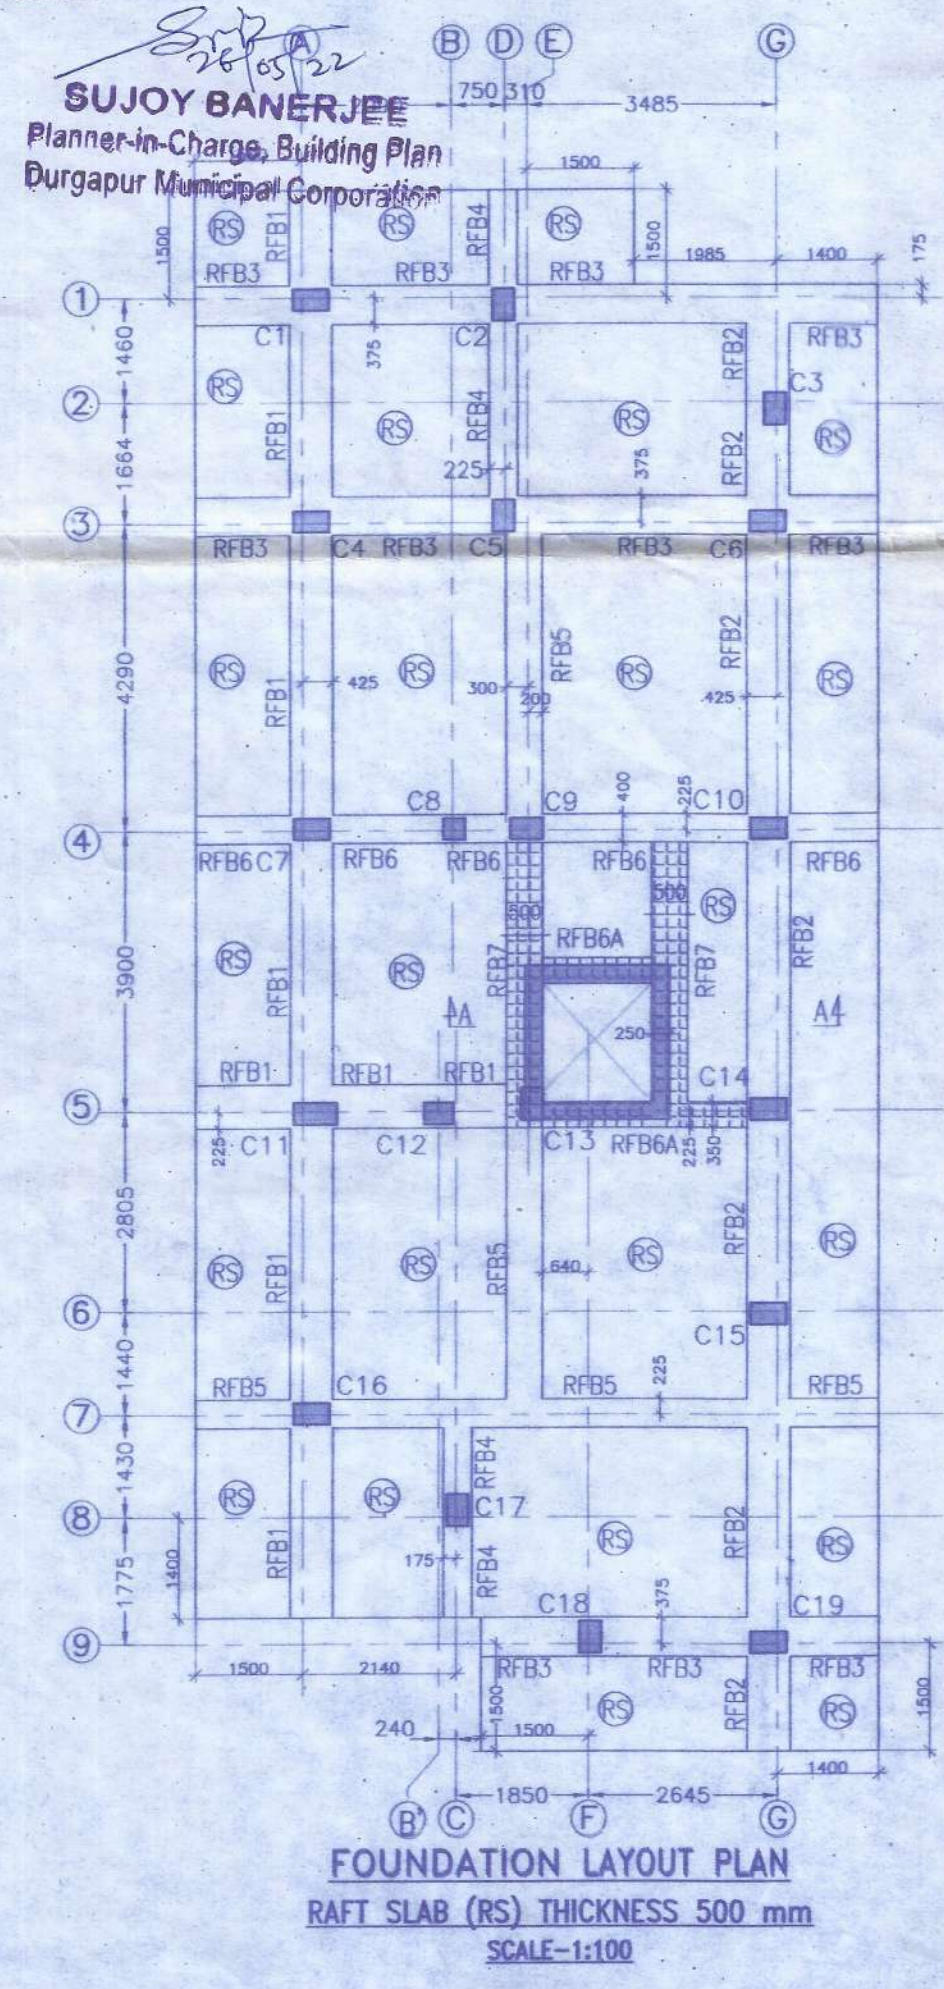 26/05/22
A B D E G
SUJOY BANERJEE
750 310
3485
Planner-in-Charge, Building Plan
1500
Durgapur Municipal Corporation
RS RFB1 RS RFB4 RS
1500 1500 1985 1400 175
RFB3 RFB3 RFB3
1
1460
C1 375 C2 RFB2 RFB3
2
RS C3
RFB1 RS RFB4 RS RFB2 RS
1664 225 375
3
RFB3 C4 RFB3 C5 RFB3 C6 RFB3
4290
RS RFB1 425 RS 300 200 RFB5 RS RFB2 425 RS
C8 C9 400 225 C10
4
RFB6 C7 RFB6 RFB6 RFB6 RFB6
500 500 RS
RFB6A
3900
RS RFB1 RS RFB7 RFB7 RFB2
AA 250 A4
RFB1 RFB1 RFB1 C14
5
225 C11 C12 C13 RFB6A 225 350
2805
RS RFB1 RS RFB5 640 RS RFB2 RS
6
C15
1440
RFB5 C16 RFB5 225 RFB5
7
1430
RS RS RFB4 C17
8
RFB1 175 RFB4 RS RFB2 RS
1775 1400
C18 375 C19
9
1500 2140 RFB3 RFB3 RFB3
RS RFB2 RS
240 1500 1500 1500
1400
1850 2645
B' C F G
FOUNDATION LAYOUT PLAN
RAFT SLAB (RS) THICKNESS 500 mm
SCALE-1:100